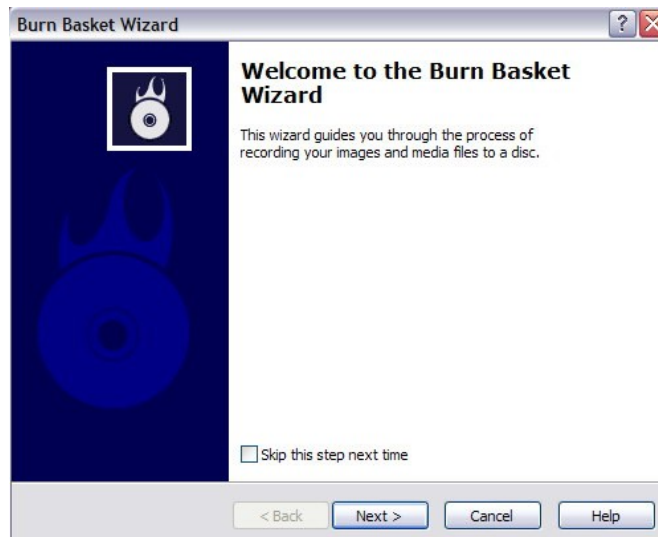 Burn Basket Wizard
?
Welcome to the Burn Basket
Wizard
This wizard guides you through the process of
recording your images and media files to a disc.
Skip this step next time
< Back Next > Cancel Help